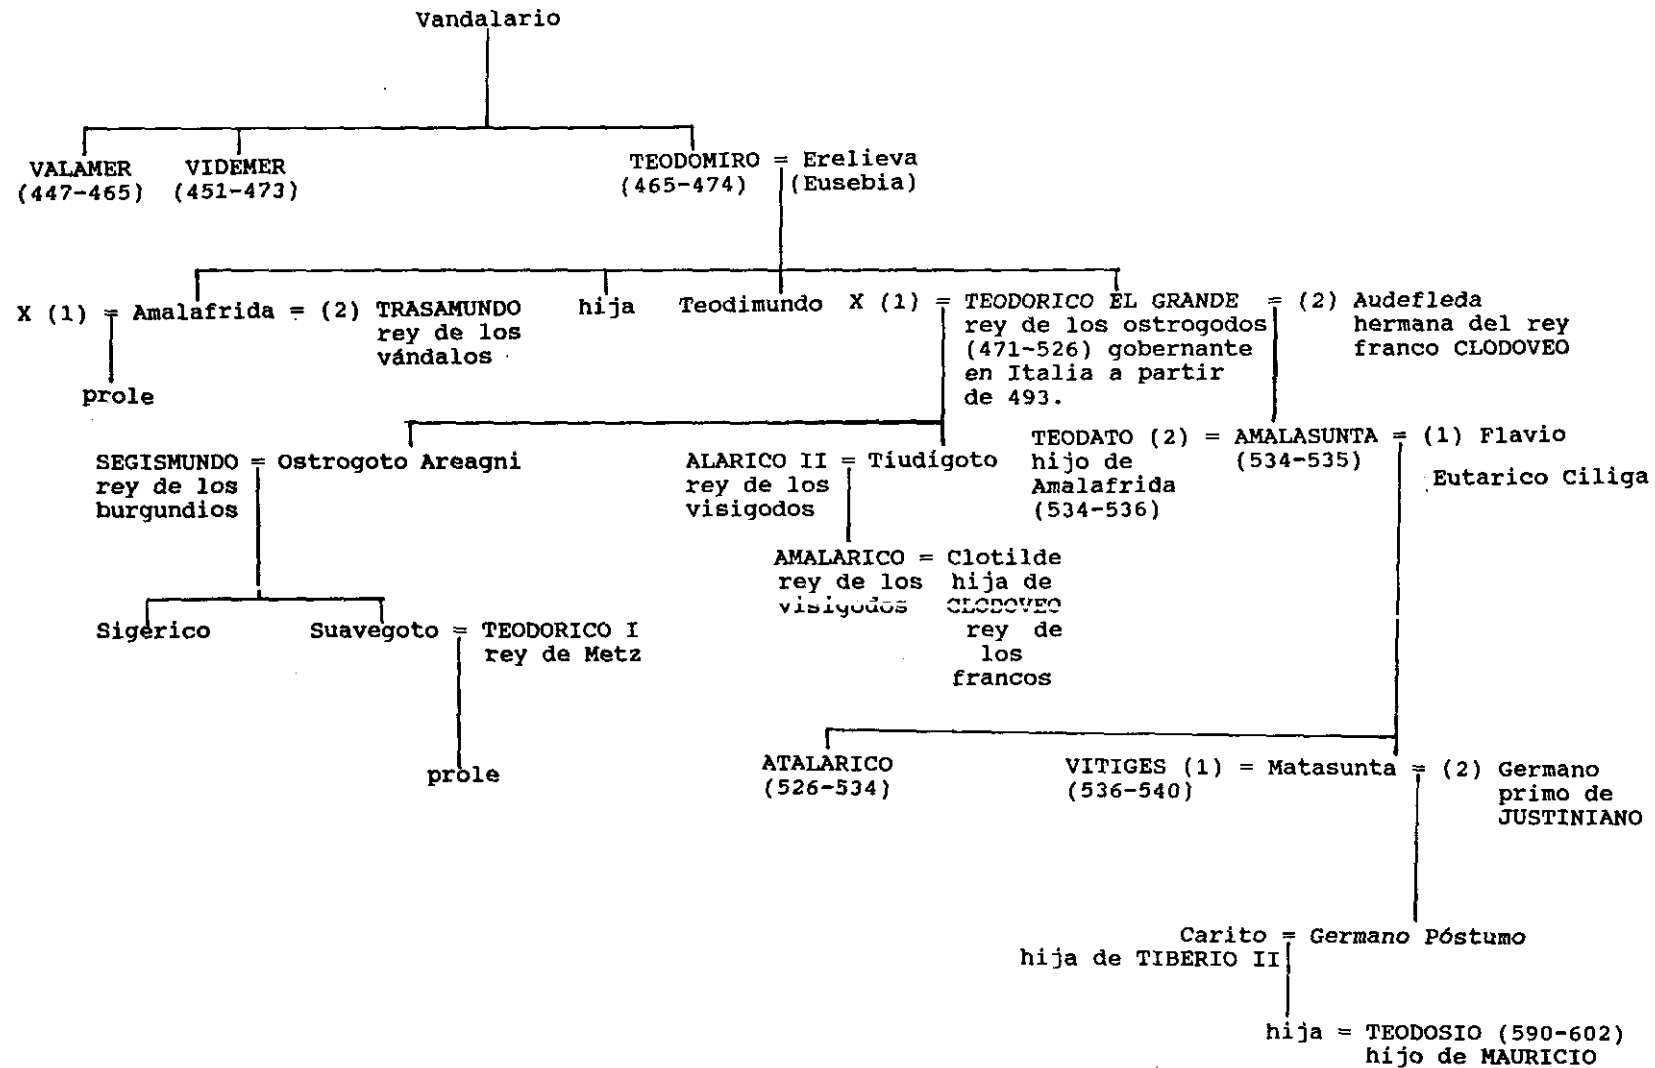 Vandalario
VALAMER
(447-465)
VIDEMER
(451-473)
TEODOMIRO = Erelieva
(465-474) (Eusebia)
X (1) = Amalafrida = (2) TRASAMUNDO
rey de los
vándalos
prole
hija
Teodimundo
X (1) = TEODORICO EL GRANDE = (2) Audefleda
rey de los ostrogodos
(471-526) gobernante
en Italia a partir
de 493.
hermana del rey
franco CLODOVEO
SEGISMUNDO = Ostrogoto Areagni
rey de los
burgundios
ALARICO II = Tiudigoto
rey de los
visigodos
TEODATO (2) = AMALASUNTA = (1) Flavio
hijo de
Amalafrida
(534-536)
(534-535)
Eutarico Ciliga
AMALARICO = Clotilde
rey de los
visigodos
hija de
CLODOVEO
rey de
los
francos
Sigerico
Suavegoto = TEODORICO I
rey de Metz
prole
ATALARICO
(526-534)
VITIGES (1) = Matasunta = (2) Germano
(536-540)
primo de
JUSTINIANO
Carito = Germano Póstumo
hija de TIBERIO II
hija = TEODOSIO (590-602)
hijo de MAURICIO